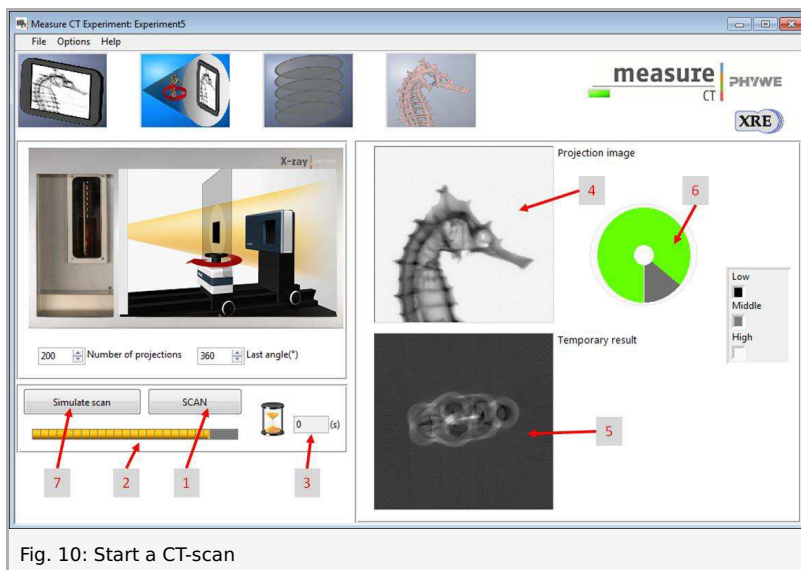 Measure CT Experiment: Experiment5
File Options Help
measure PHYWE
CT
XRE
X-ray PHYWE
200 Number of projections 360 Last angle(°)
Simulate scan SCAN
0 (s)
7 2 1 3
Projection image
4 6
Low
Middle
High
Temporary result
5
Fig. 10: Start a CT-scan